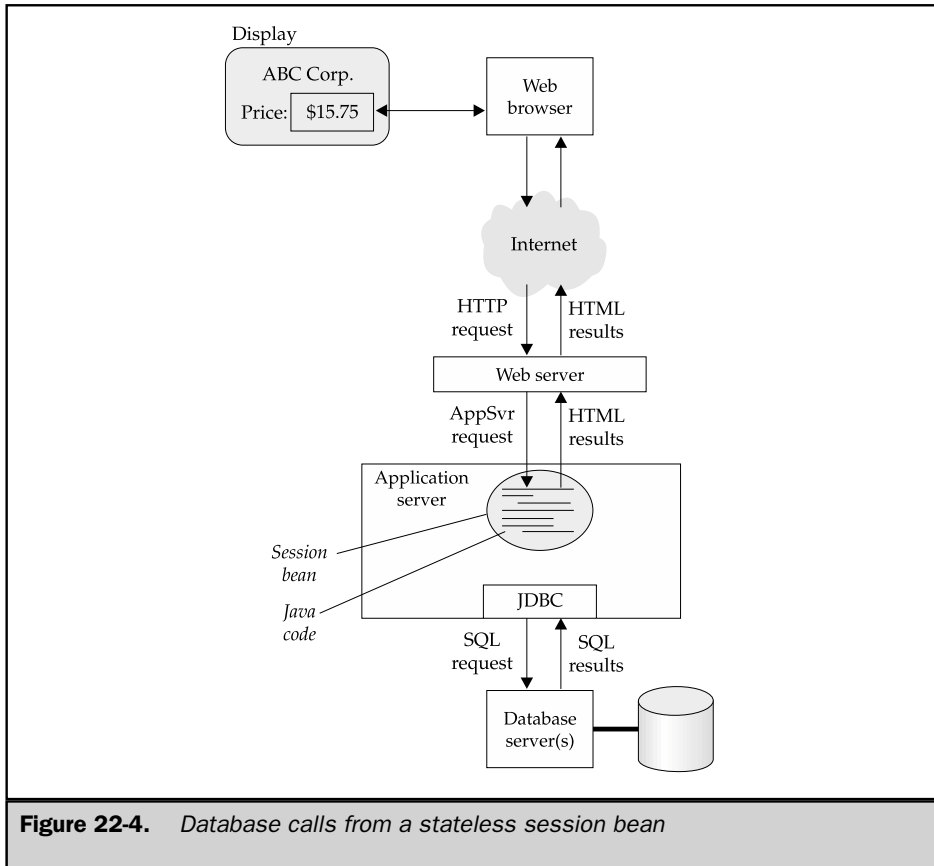 Display
ABC Corp.
Price: $15.75
Web
browser
Internet
HTTP
request
HTML
results
Web server
AppSvr
request
HTML
results
Application
server
Session
bean
Java
code
JDBC
SQL
request
SQL
results
Database
server(s)
Figure 22-4. Database calls from a stateless session bean